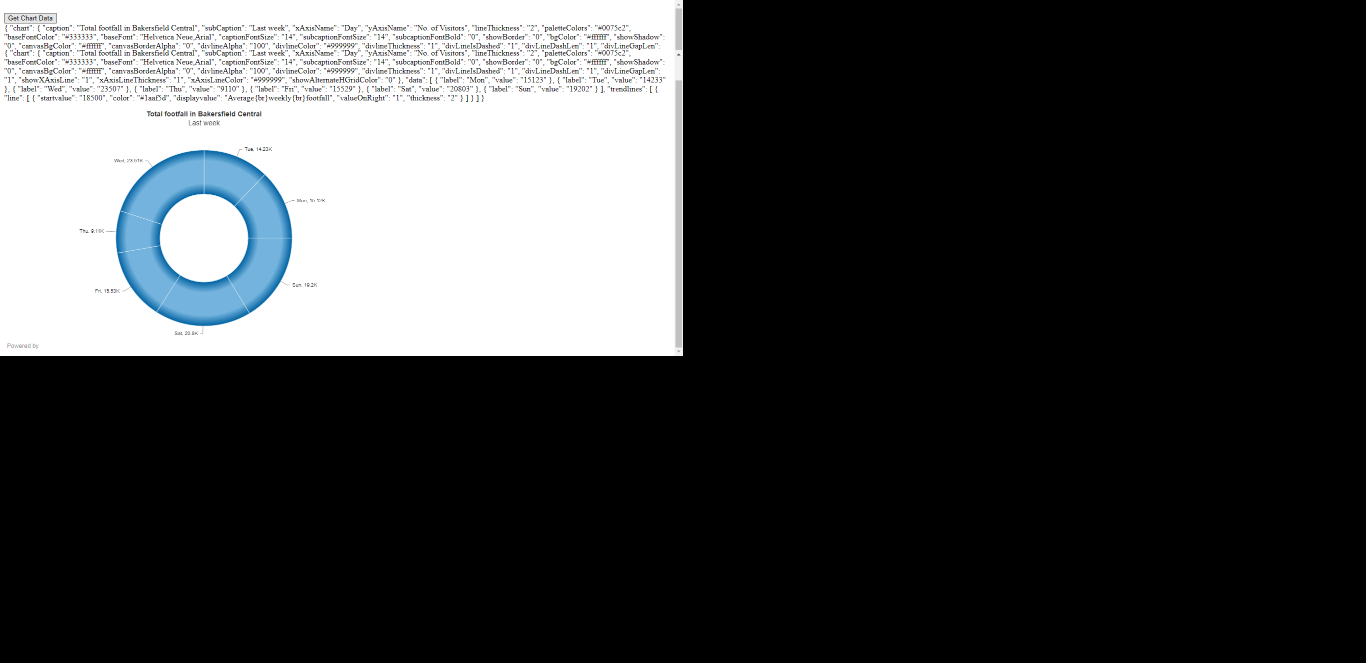 Get Chart Data
{ "chart": { "caption": "Total footfall in Bakersfield Central", "subCaption": "Last week", "xAxisName": "Day", "yAxisName": "No. of Visitors", "lineThickness": "2", "paletteColors": "#0075c2",
"baseFontColor": "#333333", "baseFont": "Helvetica Neue,Arial", "captionFontSize": "14", "subcaptionFontSize": "14", "subcaptionFontBold": "0", "showBorder": "0", "bgColor": "#ffffff", "showShadow":
"0", "canvasBgColor": "#ffffff", "canvasBorderAlpha": "0", "divlineAlpha": "100", "divlineColor": "#999999", "divlineThickness": "1", "divLineIsDashed": "1", "divLineDashLen": "1", "divLineGapLen":
{ "chart": { "caption": "Total footfall in Bakersfield Central", "subCaption": "Last week", "xAxisName": "Day", "yAxisName": "No. of Visitors", "lineThickness": "2", "paletteColors": "#0075c2",
"baseFontColor": "#333333", "baseFont": "Helvetica Neue,Arial", "captionFontSize": "14", "subcaptionFontSize": "14", "subcaptionFontBold": "0", "showBorder": "0", "bgColor": "#ffffff", "showShadow":
"0", "canvasBgColor": "#ffffff", "canvasBorderAlpha": "0", "divlineAlpha": "100", "divlineColor": "#999999", "divlineThickness": "1", "divLineIsDashed": "1", "divLineDashLen": "1", "divLineGapLen":
"1", "showXAxisLine": "1", "xAxisLineThickness": "1", "xAxisLineColor": "#999999", "showAlternateHGridColor": "0" }, "data": [ { "label": "Mon", "value": "15123" }, { "label": "Tue", "value": "14233"
}, { "label": "Wed", "value": "23507" }, { "label": "Thu", "value": "9110" }, { "label": "Fri", "value": "15529" }, { "label": "Sat", "value": "20803" }, { "label": "Sun", "value": "19202" } ], "trendlines": [ {
"line": [ { "startvalue": "18500", "color": "#1aaf5d", "displayvalue": "Average{br}weekly{br}footfall", "valueOnRight": "1", "thickness": "2" } ] } ] }
Total footfall in Bakersfield Central
Last week
Tue, 14.23K
Wed, 23.51K
Mon, 15.12K
Thu, 9.11K
Sun, 19.2K
Fri, 15.53K
Sat, 20.8K
Powered by